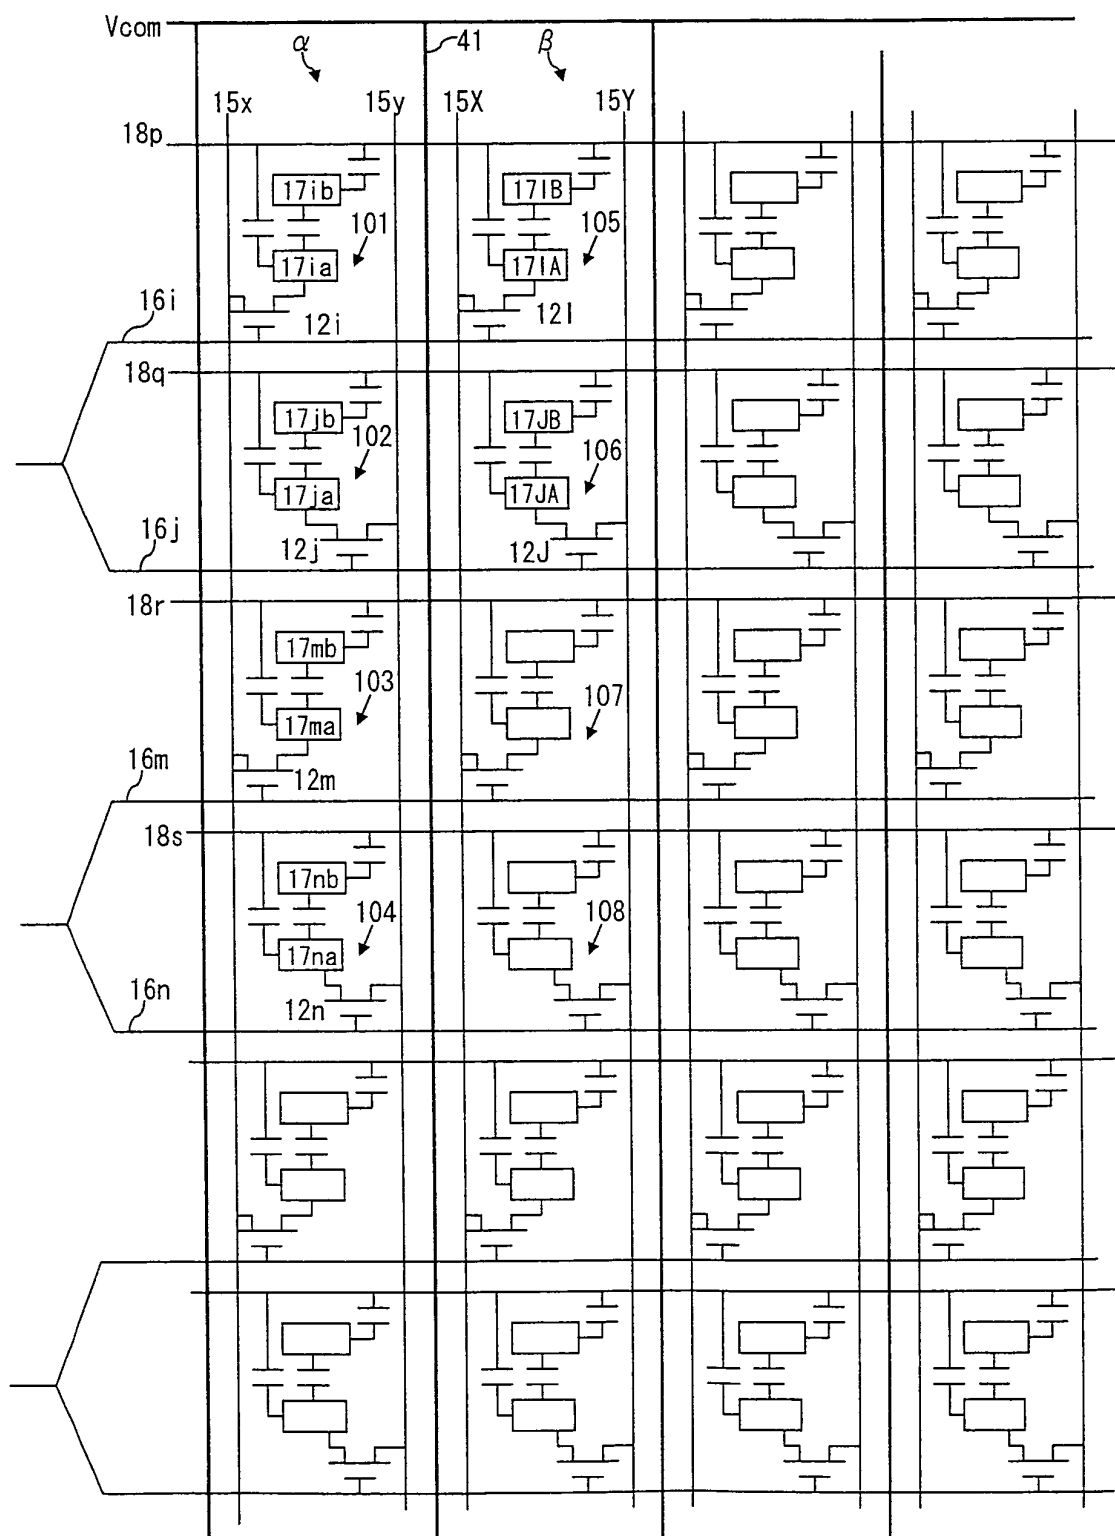 Vcom
α
41
β
15x
15y
15X
15Y
18p
17ib
17IB
101
105
17ia
17IA
16i
12i
12I
18q
17jb
17JB
102
106
17ja
17JA
16j
12j
12J
18r
17mb
103
107
17ma
16m
12m
18s
17nb
104
108
17na
16n
12n